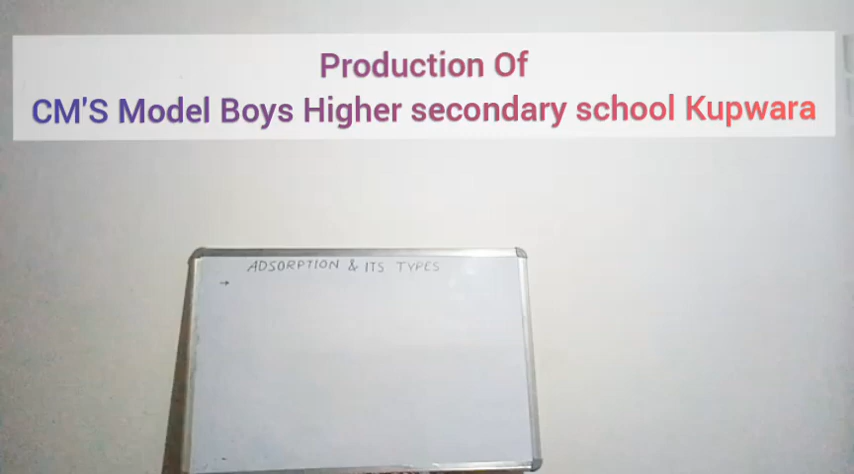 Production Of
CM'S Model Boys Higher secondary school Kupwara
ADSORPTION & ITS TYPES
→